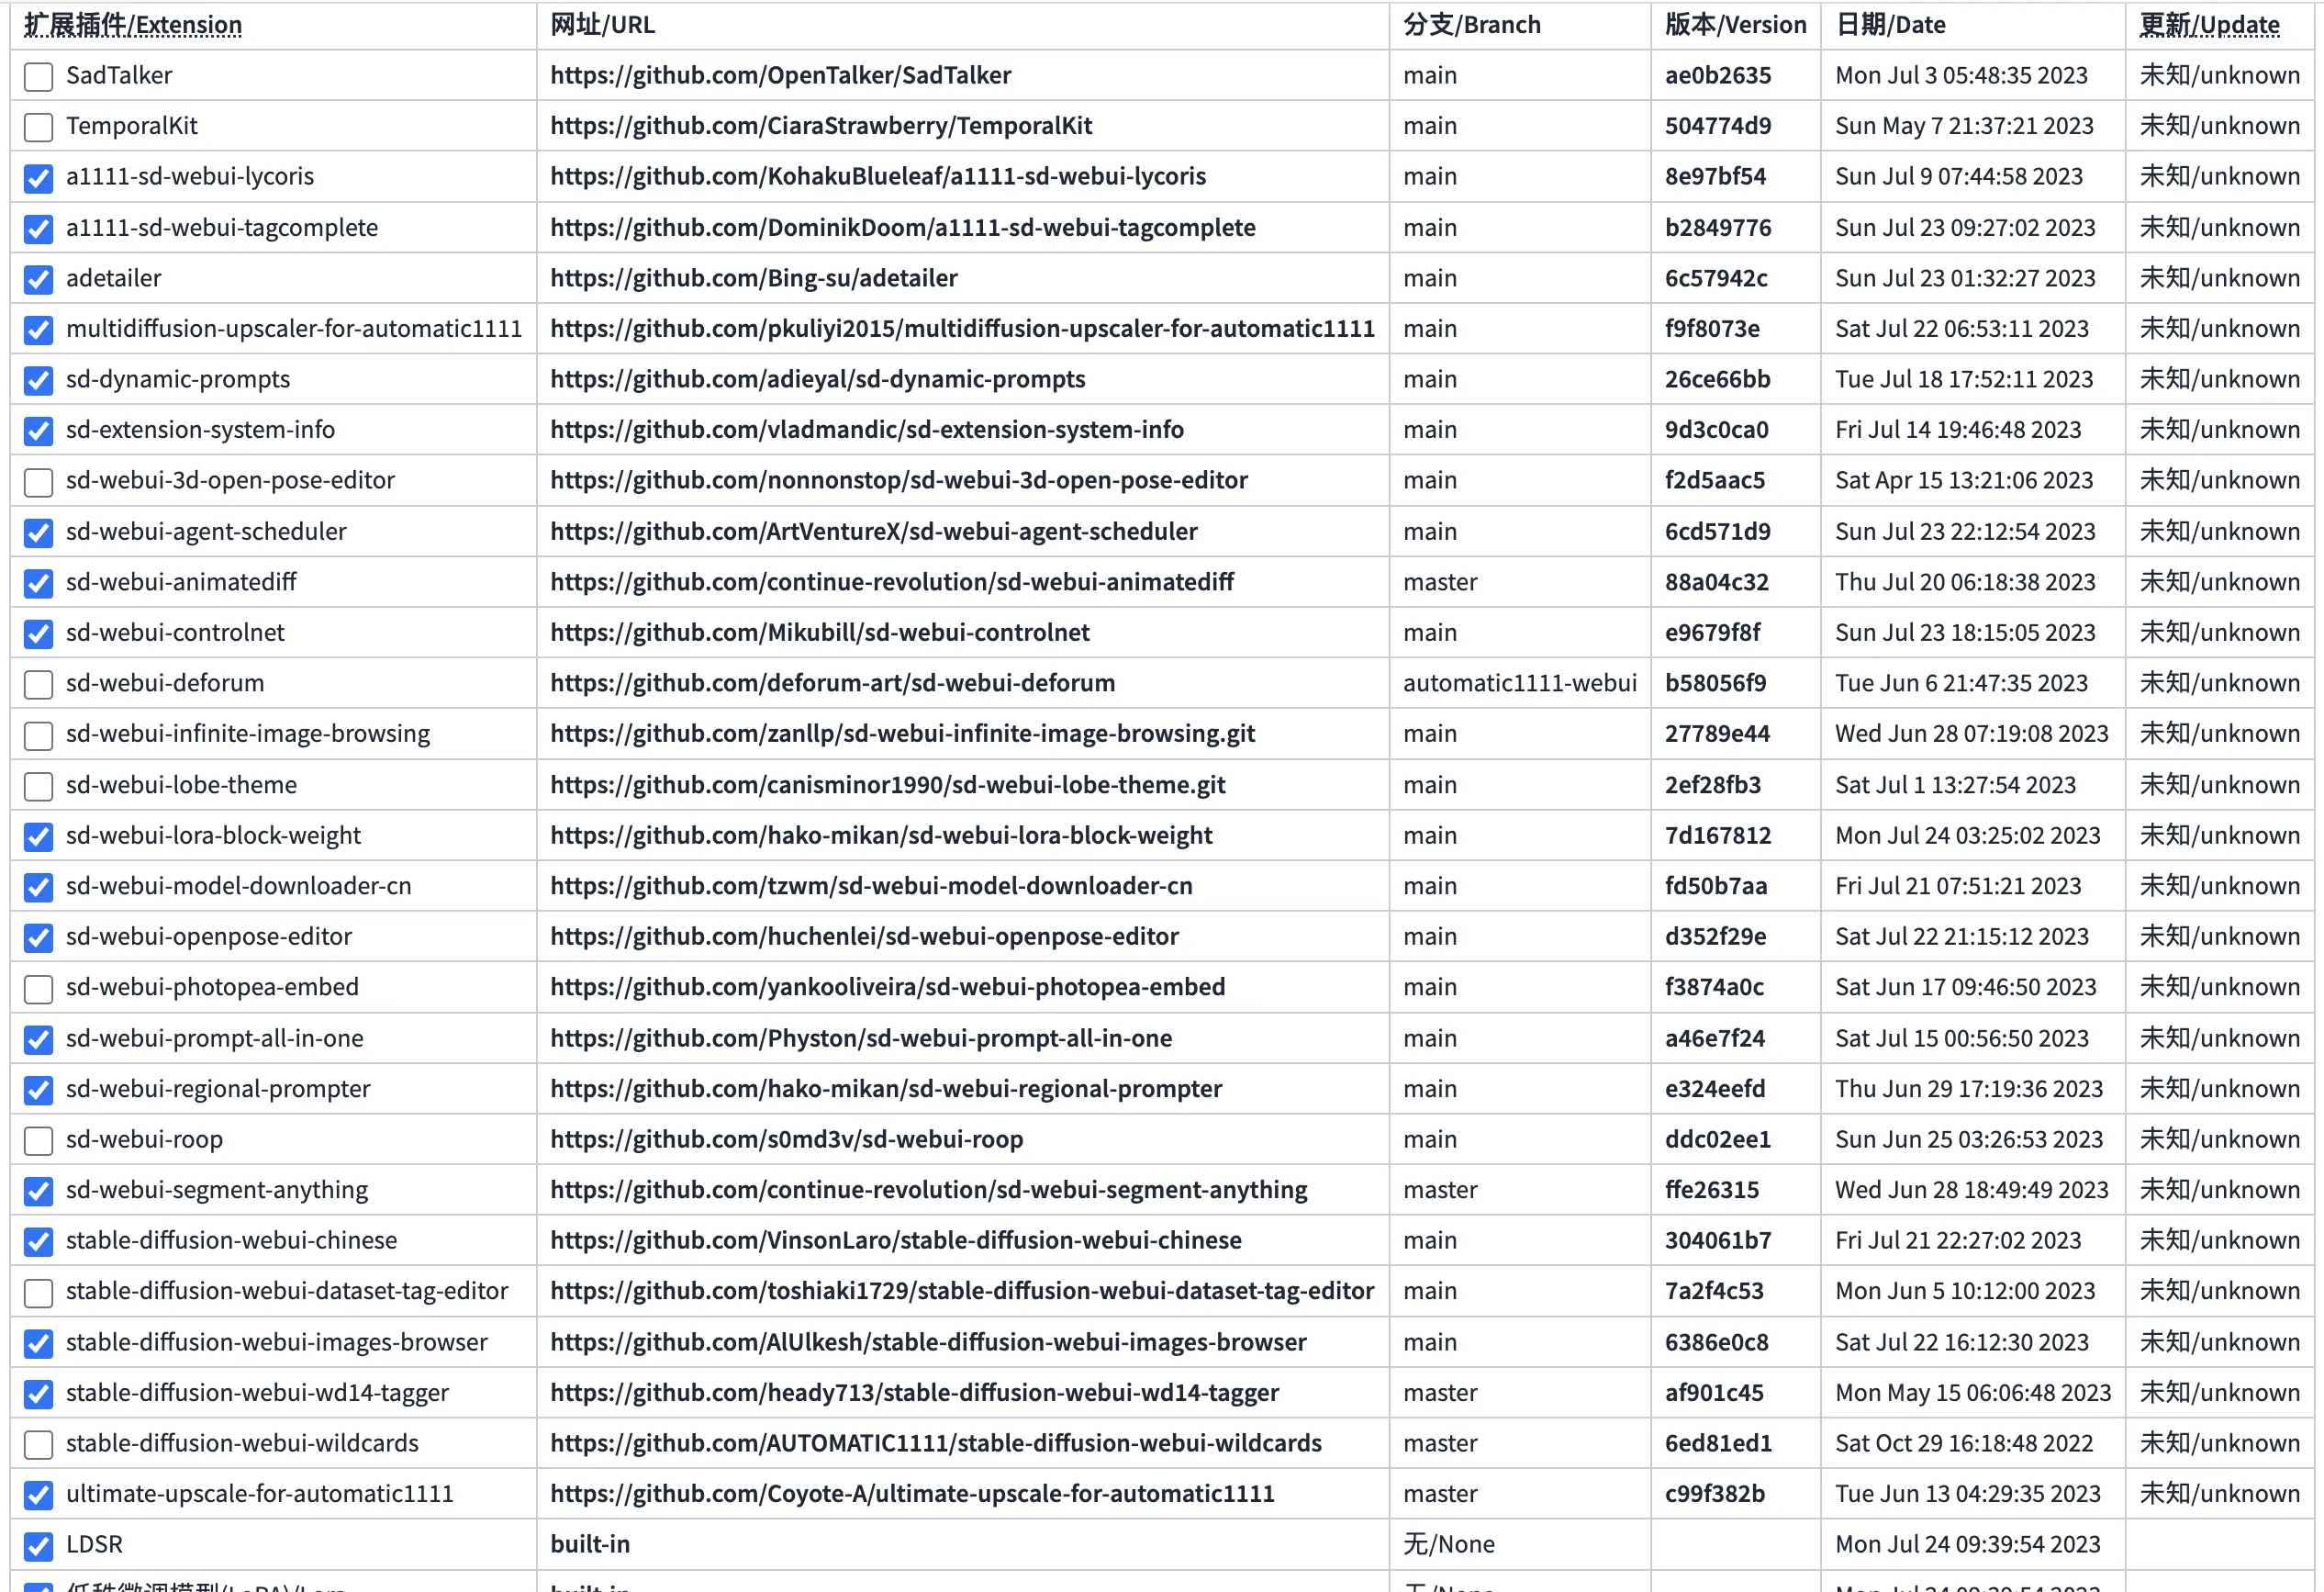 扩展插件/Extension 网址/URL 分支/Branch 版本/Version 日期/Date 更新/Update
SadTalker https://github.com/OpenTalker/SadTalker main ae0b2635 Mon Jul 3 05:48:35 2023 未知/unknown
TemporalKit https://github.com/CiaraStrawberry/TemporalKit main 504774d9 Sun May 7 21:37:21 2023 未知/unknown
a1111-sd-webui-lycoris https://github.com/KohakuBlueleaf/a1111-sd-webui-lycoris main 8e97bf54 Sun Jul 9 07:44:58 2023 未知/unknown
a1111-sd-webui-tagcomplete https://github.com/DominikDoom/a1111-sd-webui-tagcomplete main b2849776 Sun Jul 23 09:27:02 2023 未知/unknown
adetailer https://github.com/Bing-su/adetailer main 6c57942c Sun Jul 23 01:32:27 2023 未知/unknown
multidiffusion-upscaler-for-automatic1111 https://github.com/pkuliyi2015/multidiffusion-upscaler-for-automatic1111 main f9f8073e Sat Jul 22 06:53:11 2023 未知/unknown
sd-dynamic-prompts https://github.com/adieyal/sd-dynamic-prompts main 26ce66bb Tue Jul 18 17:52:11 2023 未知/unknown
sd-extension-system-info https://github.com/vladmandic/sd-extension-system-info main 9d3c0ca0 Fri Jul 14 19:46:48 2023 未知/unknown
sd-webui-3d-open-pose-editor https://github.com/nonnonstop/sd-webui-3d-open-pose-editor main f2d5aac5 Sat Apr 15 13:21:06 2023 未知/unknown
sd-webui-agent-scheduler https://github.com/ArtVentureX/sd-webui-agent-scheduler main 6cd571d9 Sun Jul 23 22:12:54 2023 未知/unknown
sd-webui-animatediff https://github.com/continue-revolution/sd-webui-animatediff master 88a04c32 Thu Jul 20 06:18:38 2023 未知/unknown
sd-webui-controlnet https://github.com/Mikubill/sd-webui-controlnet main e9679f8f Sun Jul 23 18:15:05 2023 未知/unknown
sd-webui-deforum https://github.com/deforum-art/sd-webui-deforum automatic1111-webui b58056f9 Tue Jun 6 21:47:35 2023 未知/unknown
sd-webui-infinite-image-browsing https://github.com/zanllp/sd-webui-infinite-image-browsing.git main 27789e44 Wed Jun 28 07:19:08 2023 未知/unknown
sd-webui-lobe-theme https://github.com/canisminor1990/sd-webui-lobe-theme.git main 2ef28fb3 Sat Jul 1 13:27:54 2023 未知/unknown
sd-webui-lora-block-weight https://github.com/hako-mikan/sd-webui-lora-block-weight main 7d167812 Mon Jul 24 03:25:02 2023 未知/unknown
sd-webui-model-downloader-cn https://github.com/tzwm/sd-webui-model-downloader-cn main fd50b7aa Fri Jul 21 07:51:21 2023 未知/unknown
sd-webui-openpose-editor https://github.com/huchenlei/sd-webui-openpose-editor main d352f29e Sat Jul 22 21:15:12 2023 未知/unknown
sd-webui-photopea-embed https://github.com/yankooliveira/sd-webui-photopea-embed main f3874a0c Sat Jun 17 09:46:50 2023 未知/unknown
sd-webui-prompt-all-in-one https://github.com/Physton/sd-webui-prompt-all-in-one main a46e7f24 Sat Jul 15 00:56:50 2023 未知/unknown
sd-webui-regional-prompter https://github.com/hako-mikan/sd-webui-regional-prompter main e324eefd Thu Jun 29 17:19:36 2023 未知/unknown
sd-webui-roop https://github.com/s0md3v/sd-webui-roop main ddc02ee1 Sun Jun 25 03:26:53 2023 未知/unknown
sd-webui-segment-anything https://github.com/continue-revolution/sd-webui-segment-anything master ffe26315 Wed Jun 28 18:49:49 2023 未知/unknown
stable-diffusion-webui-chinese https://github.com/VinsonLaro/stable-diffusion-webui-chinese main 304061b7 Fri Jul 21 22:27:02 2023 未知/unknown
stable-diffusion-webui-dataset-tag-editor https://github.com/toshiaki1729/stable-diffusion-webui-dataset-tag-editor main 7a2f4c53 Mon Jun 5 10:12:00 2023 未知/unknown
stable-diffusion-webui-images-browser https://github.com/AlUlkesh/stable-diffusion-webui-images-browser main 6386e0c8 Sat Jul 22 16:12:30 2023 未知/unknown
stable-diffusion-webui-wd14-tagger https://github.com/heady713/stable-diffusion-webui-wd14-tagger master af901c45 Mon May 15 06:06:48 2023 未知/unknown
stable-diffusion-webui-wildcards https://github.com/AUTOMATIC1111/stable-diffusion-webui-wildcards master 6ed81ed1 Sat Oct 29 16:18:48 2022 未知/unknown
ultimate-upscale-for-automatic1111 https://github.com/Coyote-A/ultimate-upscale-for-automatic1111 master c99f382b Tue Jun 13 04:29:35 2023 未知/unknown
LDSR built-in 无/None Mon Jul 24 09:39:54 2023